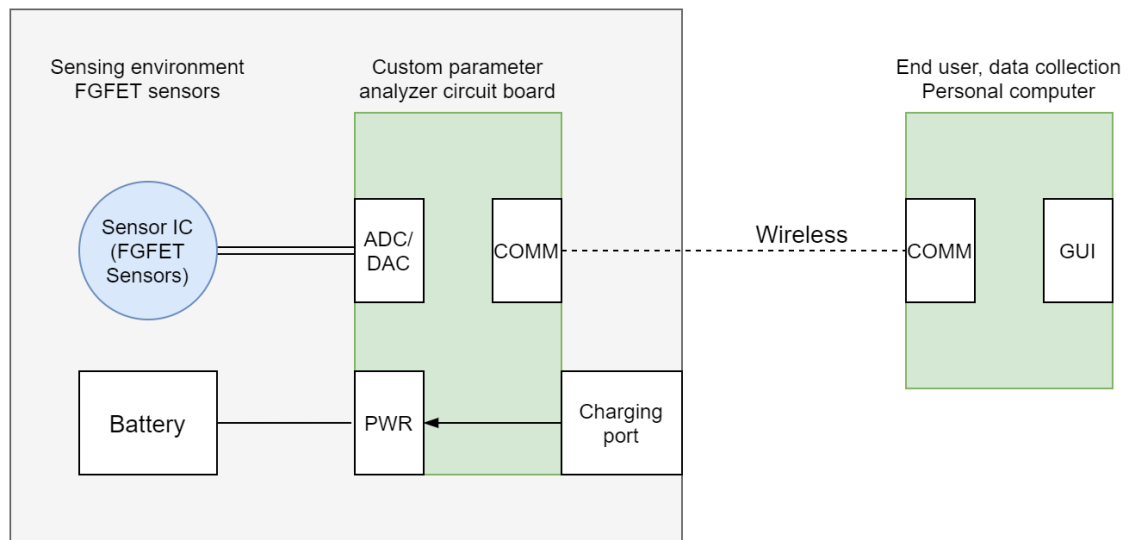 Sensing environment
FGFET sensors
Custom parameter
analyzer circuit board
End user, data collection
Personal computer
Sensor IC
(FGFET
Sensors)
ADC/
DAC
COMM
Wireless
COMM
GUI
Battery
PWR
Charging
port